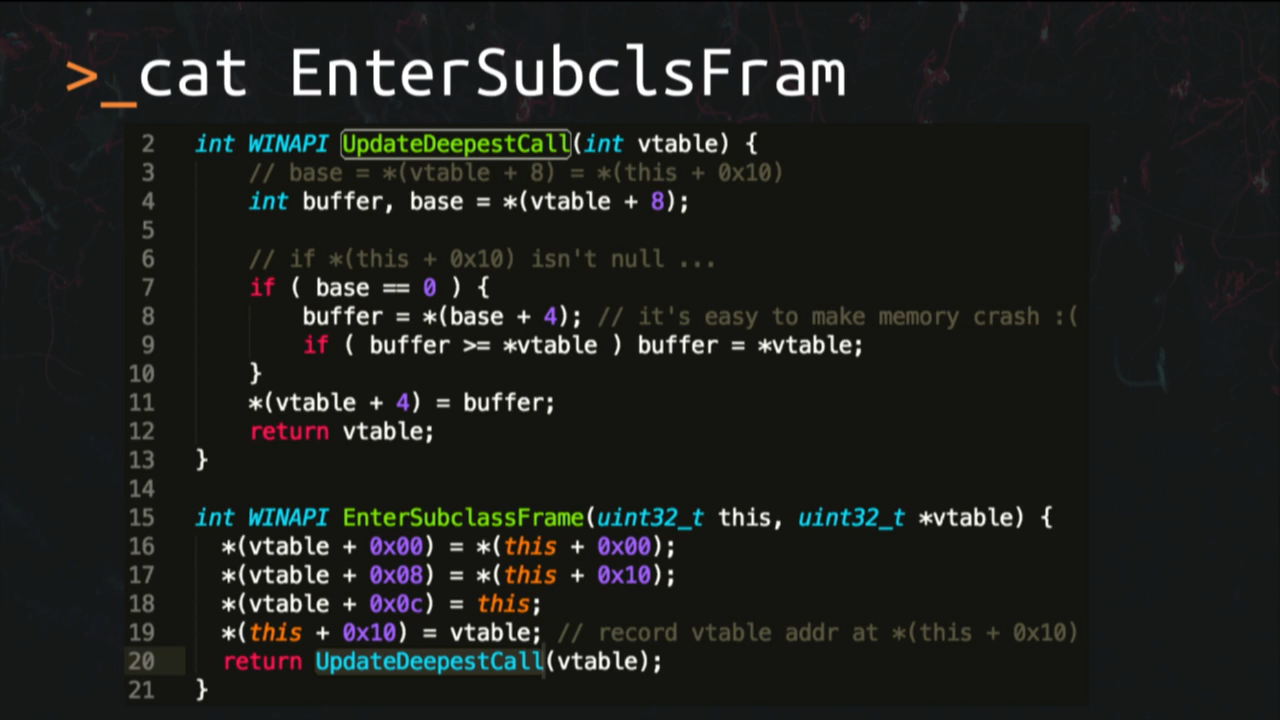 >_cat EnterSubclsFram
2 int WINAPI UpdateDeepestCall(int vtable) {
3 // base = *(vtable + 8) = *(this + 0x10)
4 int buffer, base = *(vtable + 8);
5
6 // if *(this + 0x10) isn't null ...
7 if ( base == 0 ) {
8 buffer = *(base + 4); // it's easy to make memory crash :(
9 if ( buffer >= *vtable ) buffer = *vtable;
10 }
11 *(vtable + 4) = buffer;
12 return vtable;
13 }
14
15 int WINAPI EnterSubclassFrame(uint32_t this, uint32_t *vtable) {
16 *(vtable + 0x00) = *(this + 0x00);
17 *(vtable + 0x08) = *(this + 0x10);
18 *(vtable + 0x0c) = this;
19 *(this + 0x10) = vtable; // record vtable addr at *(this + 0x10)
20 return UpdateDeepestCall(vtable);
21 }